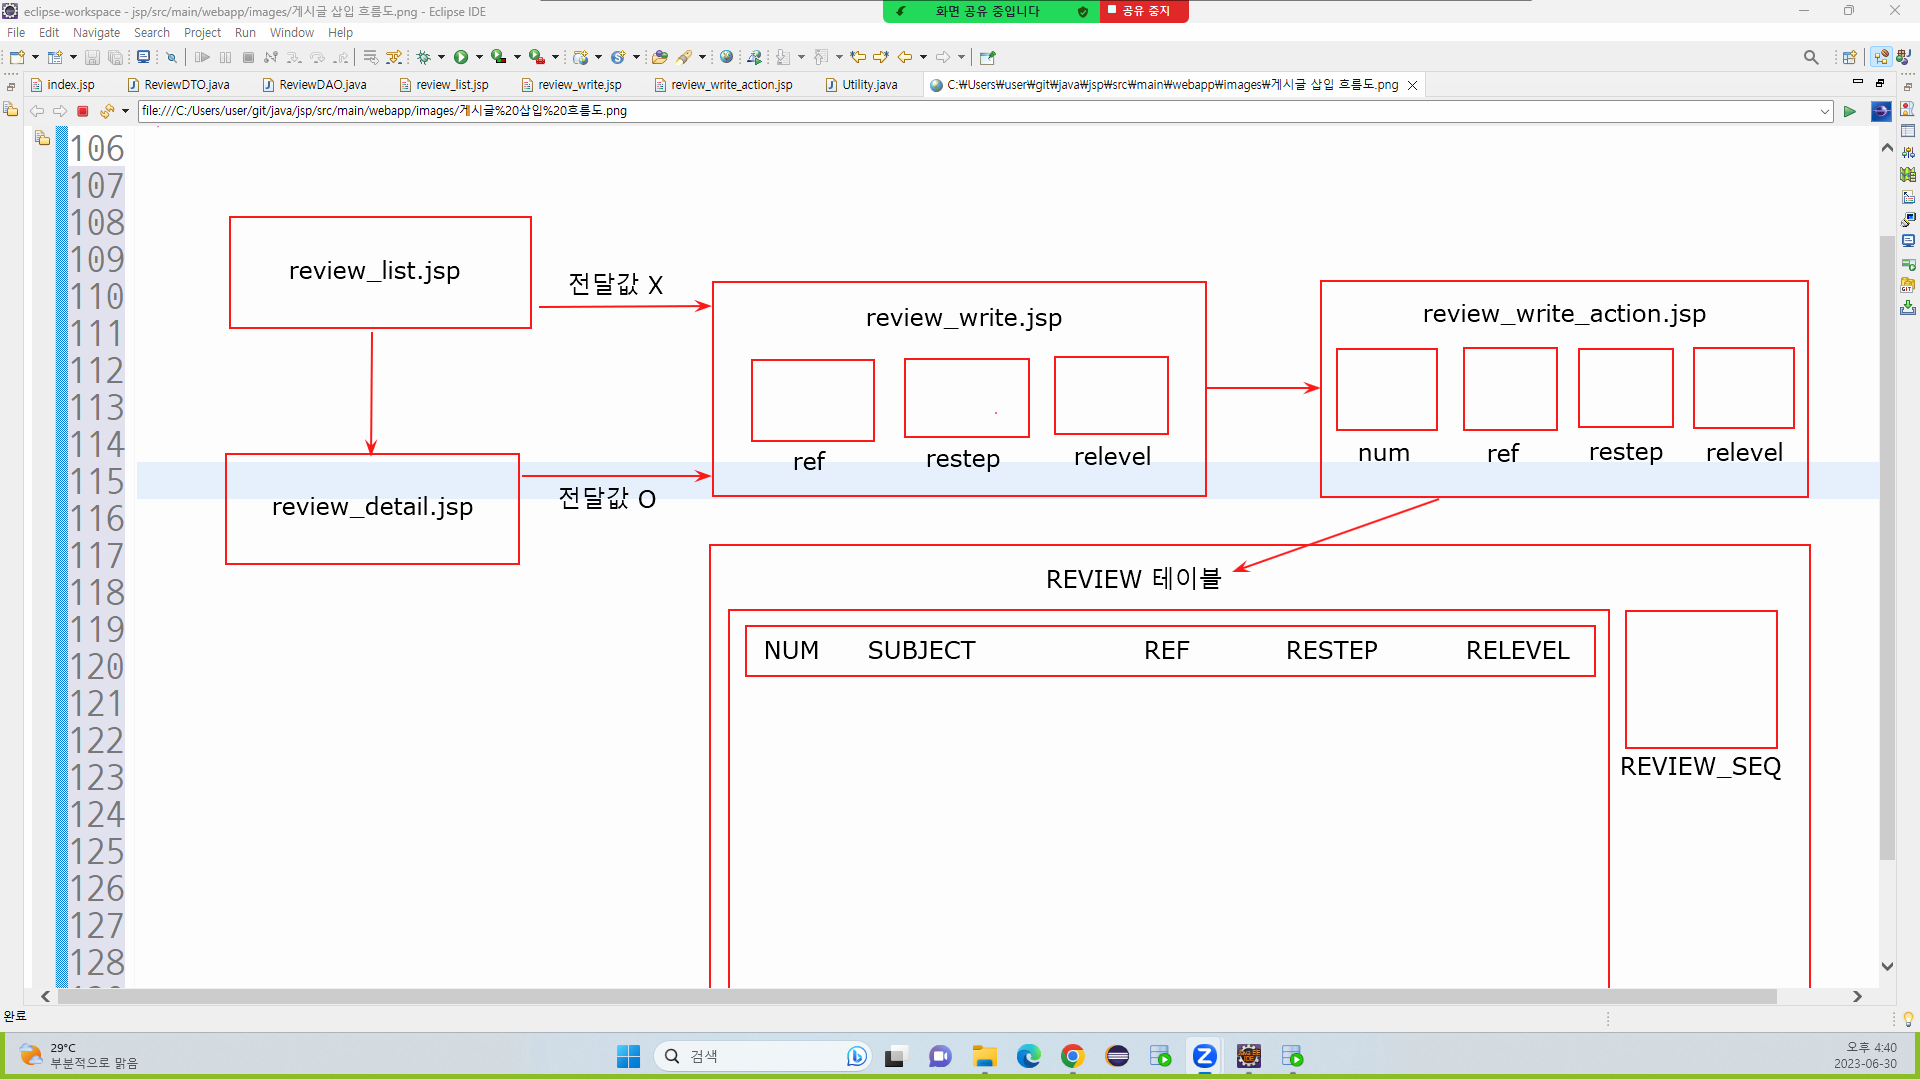 eclipse-workspace - jsp/src/main/webapp/images/게시글 삽입 흐름도.png - Eclipse IDE
화면 공유 중입니다
공유 중지
File Edit Navigate Search Project Run Window Help
index.jsp ReviewDTO.java ReviewDAO.java review_list.jsp review_write.jsp review_write_action.jsp Utility.java C:₩Users₩user₩git₩java₩jsp₩src₩main₩webapp₩images₩게시글 삽입 흐름도.png
file:///C:/Users/user/git/java/jsp/src/main/webapp/images/게시글%20삽입%20흐름도.png
106
107
108
109
110
111
112
113
114
115
116
117
118
119
120
121
122
123
124
125
126
127
128
review_list.jsp
전달값 X
review_write.jsp
ref restep relevel
review_write_action.jsp
num ref restep relevel
review_detail.jsp
전달값 O
REVIEW 테이블
NUM SUBJECT REF RESTEP RELEVEL
REVIEW_SEQ
완료
29°C
부분적으로 맑음
검색
오후 4:40
2023-06-30